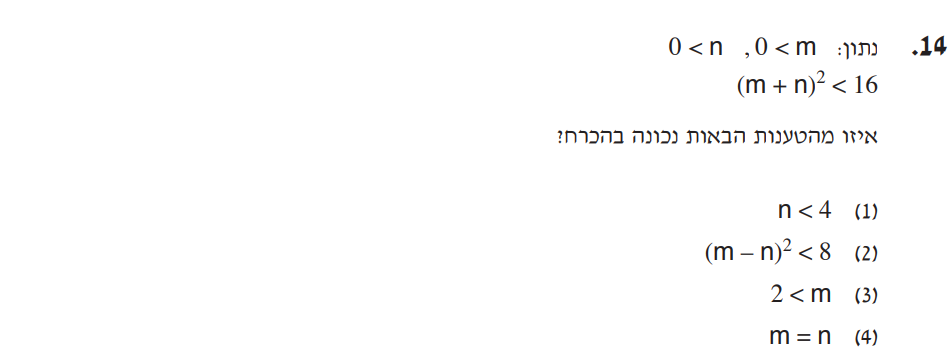 14. נתון: 0 < m , 0 < n
(m + n)² < 16
איזו מהטענות הבאות נכונה בהכרח?
(1) n < 4
(2) (m – n)² < 8
(3) 2 < m
(4) m = n